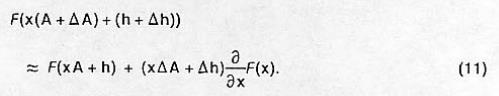 F(x(A + ΔA) + (h + Δh))
≈ F(xA + h) + (xΔA + Δh) ∂/∂x F(x). (11)